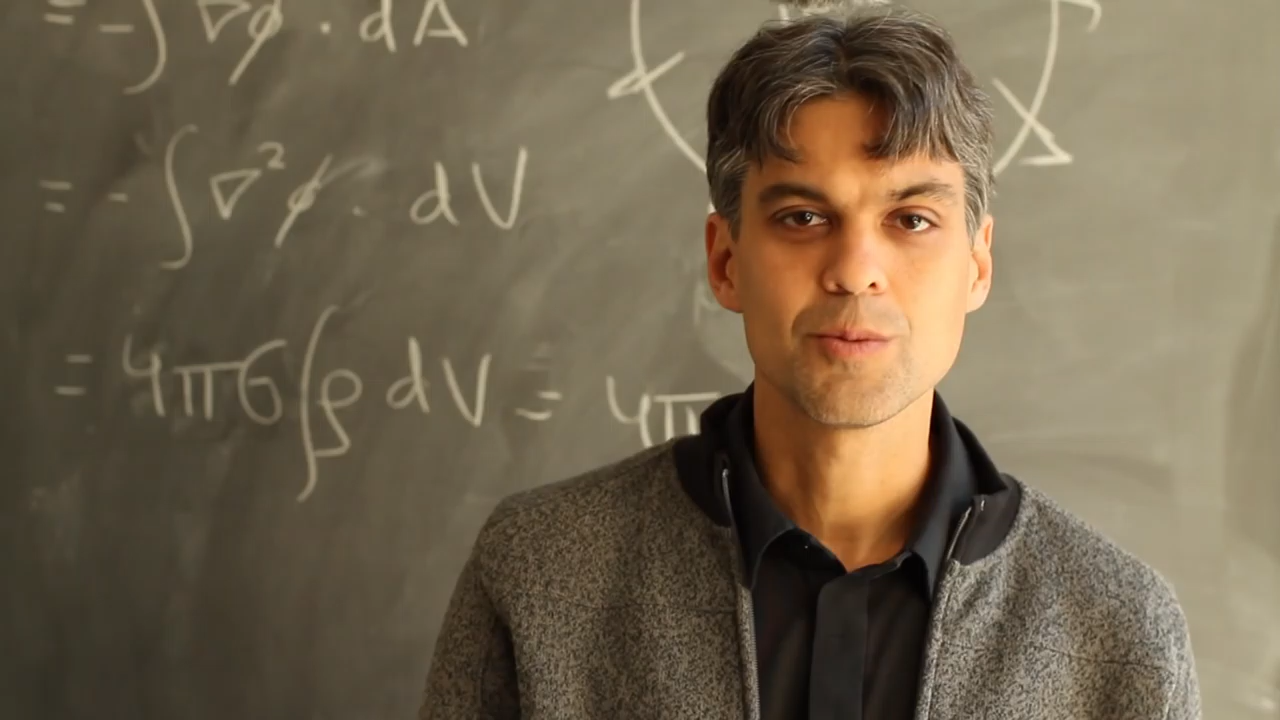 = - ∫ ∇φ · dA
= - ∫ ∇²φ · dV
= 4πG ∫ρ dV = 4π